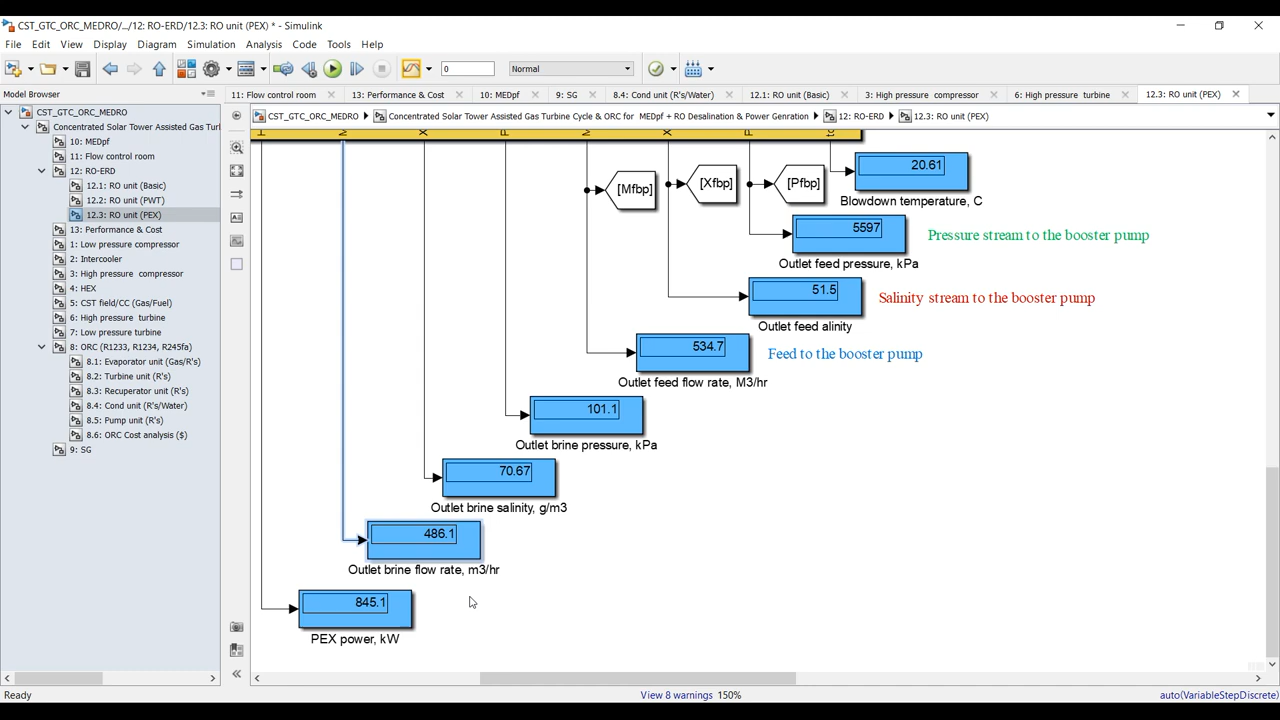 CST_GTC_ORC_MEDRO/.../12: RO-ERD/12.3: RO unit (PEX) * - Simulink
File Edit View Display Diagram Simulation Analysis Code Tools Help
0
Normal
Model Browser
11: Flow control room
13: Performance & Cost
10: MEDpf
9: SG
8.4: Cond unit (R's/Water)
12.1: RO unit (Basic)
3: High pressure compressor
6: High pressure turbine
12.3: RO unit (PEX)
CST_GTC_ORC_MEDRO
Concentrated Solar Tower Assisted Gas Turbine Cycle & ORC for MEDpf + RO Desalination & Power Genration
12: RO-ERD
12.3: RO unit (PEX)
CST_GTC_ORC_MEDRO
Concentrated Solar Tower Assisted Gas Tur
10: MEDpf
11: Flow control room
12: RO-ERD
12.1: RO unit (Basic)
12.2: RO unit (PWT)
12.3: RO unit (PEX)
13: Performance & Cost
1: Low pressure compressor
2: Intercooler
3: High pressure compressor
4: HEX
5: CST field/CC (Gas/Fuel)
6: High pressure turbine
7: Low pressure turbine
8: ORC (R1233, R1234, R245fa)
8.1: Evaporator unit (Gas/R's)
8.2: Turbine unit (R's)
8.3: Recuperator unit (R's)
8.4: Cond unit (R's/Water)
8.5: Pump unit (R's)
8.6: ORC Cost analysis ($)
9: SG
[Mfbp]
[Xfbp]
[Pfbp]
20.61
Blowdown temperature, C
5597
Pressure stream to the booster pump
Outlet feed pressure, kPa
51.5
Salinity stream to the booster pump
Outlet feed alinity
534.7
Feed to the booster pump
Outlet feed flow rate, M3/hr
101.1
Outlet brine pressure, kPa
70.67
Outlet brine salinity, g/m3
486.1
Outlet brine flow rate, m3/hr
845.1
PEX power, kW
Ready
View 8 warnings
150%
auto(VariableStepDiscrete)